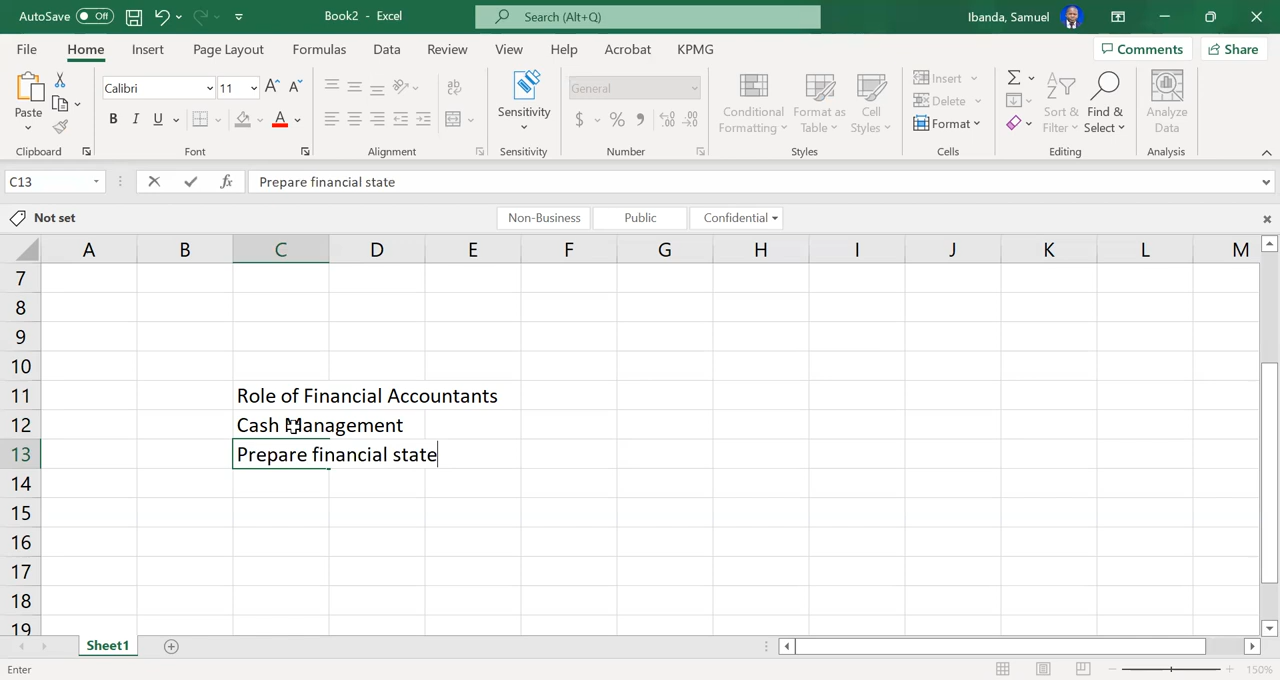 AutoSave Off Book2 - Excel Search (Alt+Q) Ibanda, Samuel
File Home Insert Page Layout Formulas Data Review View Help Acrobat KPMG Comments Share
Paste
Clipboard
Calibri 11
B I U A
Font
Alignment
Sensitivity
Sensitivity
General
$ % 9
Number
Conditional Formatting
Format as Table
Cell Styles
Styles
Insert
Delete
Format
Cells
Sort & Filter
Find & Select
Editing
Analyze Data
Analysis
C13 fx Prepare financial state
Not set Non-Business Public Confidential
A B C D E F G H I J K L M
7
8
9
10
11 Role of Financial Accountants
12 Cash Management
13 Prepare financial state
14
15
16
17
18
19
Sheet1
Enter 150%